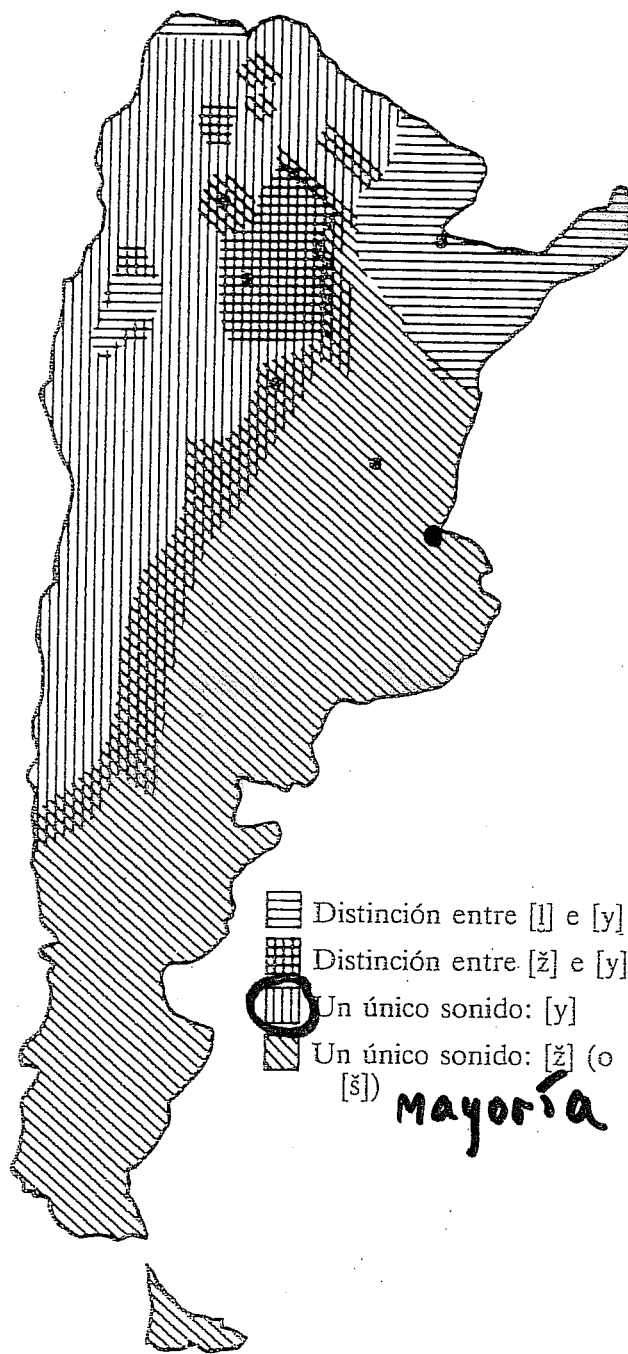 Distinción entre [l̲] e [y]
Distinción entre [ž] e [y]
Un único sonido: [y]
Un único sonido: [ž] (o
[š])
mayoría